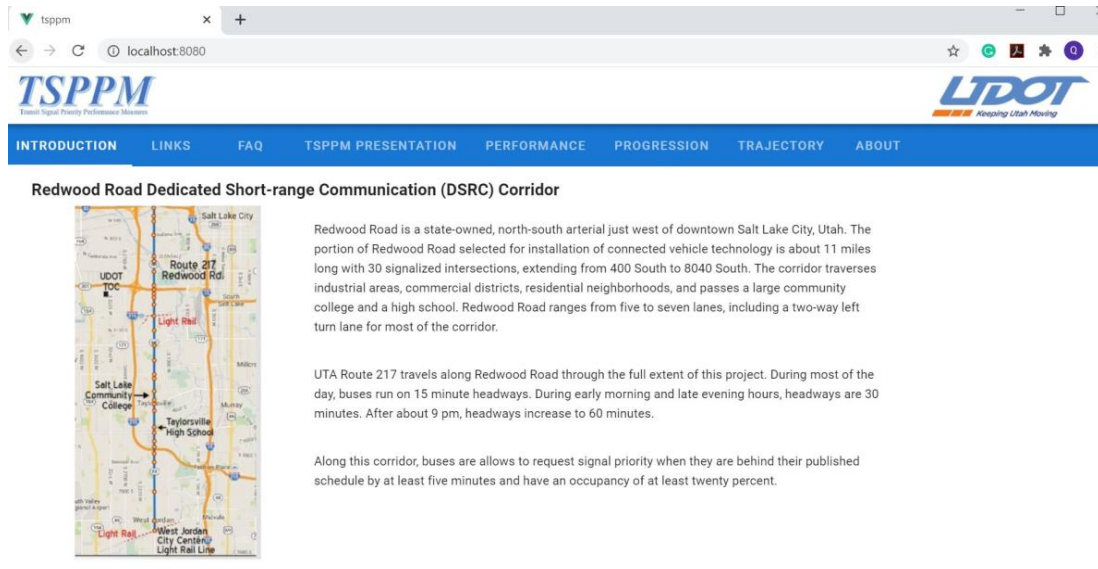 tsppm
localhost:8080
TSPPM
Transit Signal Priority Performance Measures
UDOT
Keeping Utah Moving
INTRODUCTION LINKS FAQ TSPPM PRESENTATION PERFORMANCE PROGRESSION TRAJECTORY ABOUT
Redwood Road Dedicated Short-range Communication (DSRC) Corridor
Salt Lake City
Route 217
Redwood Rd.
UDOT
TOC
South
Salt Lake
Light Rail
Salt Lake
Community
College
Taylorsville
Murray
Taylorsville
High School
West Jordan
Midvale
Light Rail
West Jordan
City Center
Light Rail Line
Redwood Road is a state-owned, north-south arterial just west of downtown Salt Lake City, Utah. The
portion of Redwood Road selected for installation of connected vehicle technology is about 11 miles
long with 30 signalized intersections, extending from 400 South to 8040 South. The corridor traverses
industrial areas, commercial districts, residential neighborhoods, and passes a large community
college and a high school. Redwood Road ranges from five to seven lanes, including a two-way left
turn lane for most of the corridor.
UTA Route 217 travels along Redwood Road through the full extent of this project. During most of the
day, buses run on 15 minute headways. During early morning and late evening hours, headways are 30
minutes. After about 9 pm, headways increase to 60 minutes.
Along this corridor, buses are allows to request signal priority when they are behind their published
schedule by at least five minutes and have an occupancy of at least twenty percent.